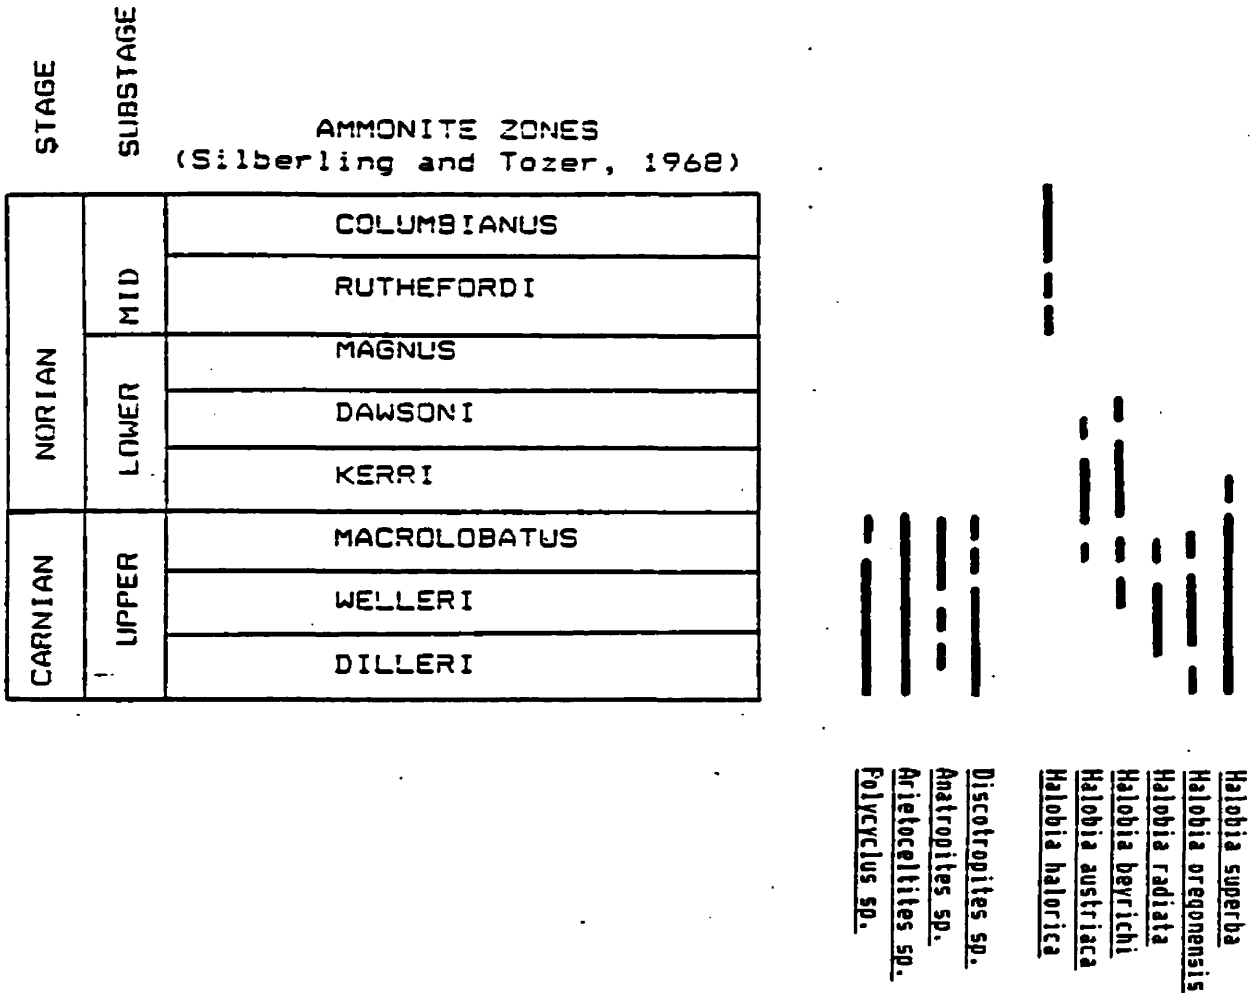 STAGE
SUBSTAGE
AMMONITE ZONES
(Silberling and Tozer, 1968)
NORIAN
MID
LOWER
COLUMBIANUS
RUTHEFORDI
MAGNUS
DAWSONI
KERRI
CARNIAN
UPPER
MACROLOBATUS
WELLERI
DILLERI
Polycyclus sp.
Arietoceltites sp.
Anatropites sp.
Discotropites sp.
Halobia halorica
Halobia austriaca
Halobia beyrichi
Halobia radiata
Halobia oregonensis
Halobia superba